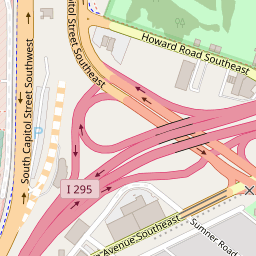 Howard Road Southeast
Capitol Street Southeast
South Capitol Street Southwest
I 295
Avenue Southeast
Sumner Road